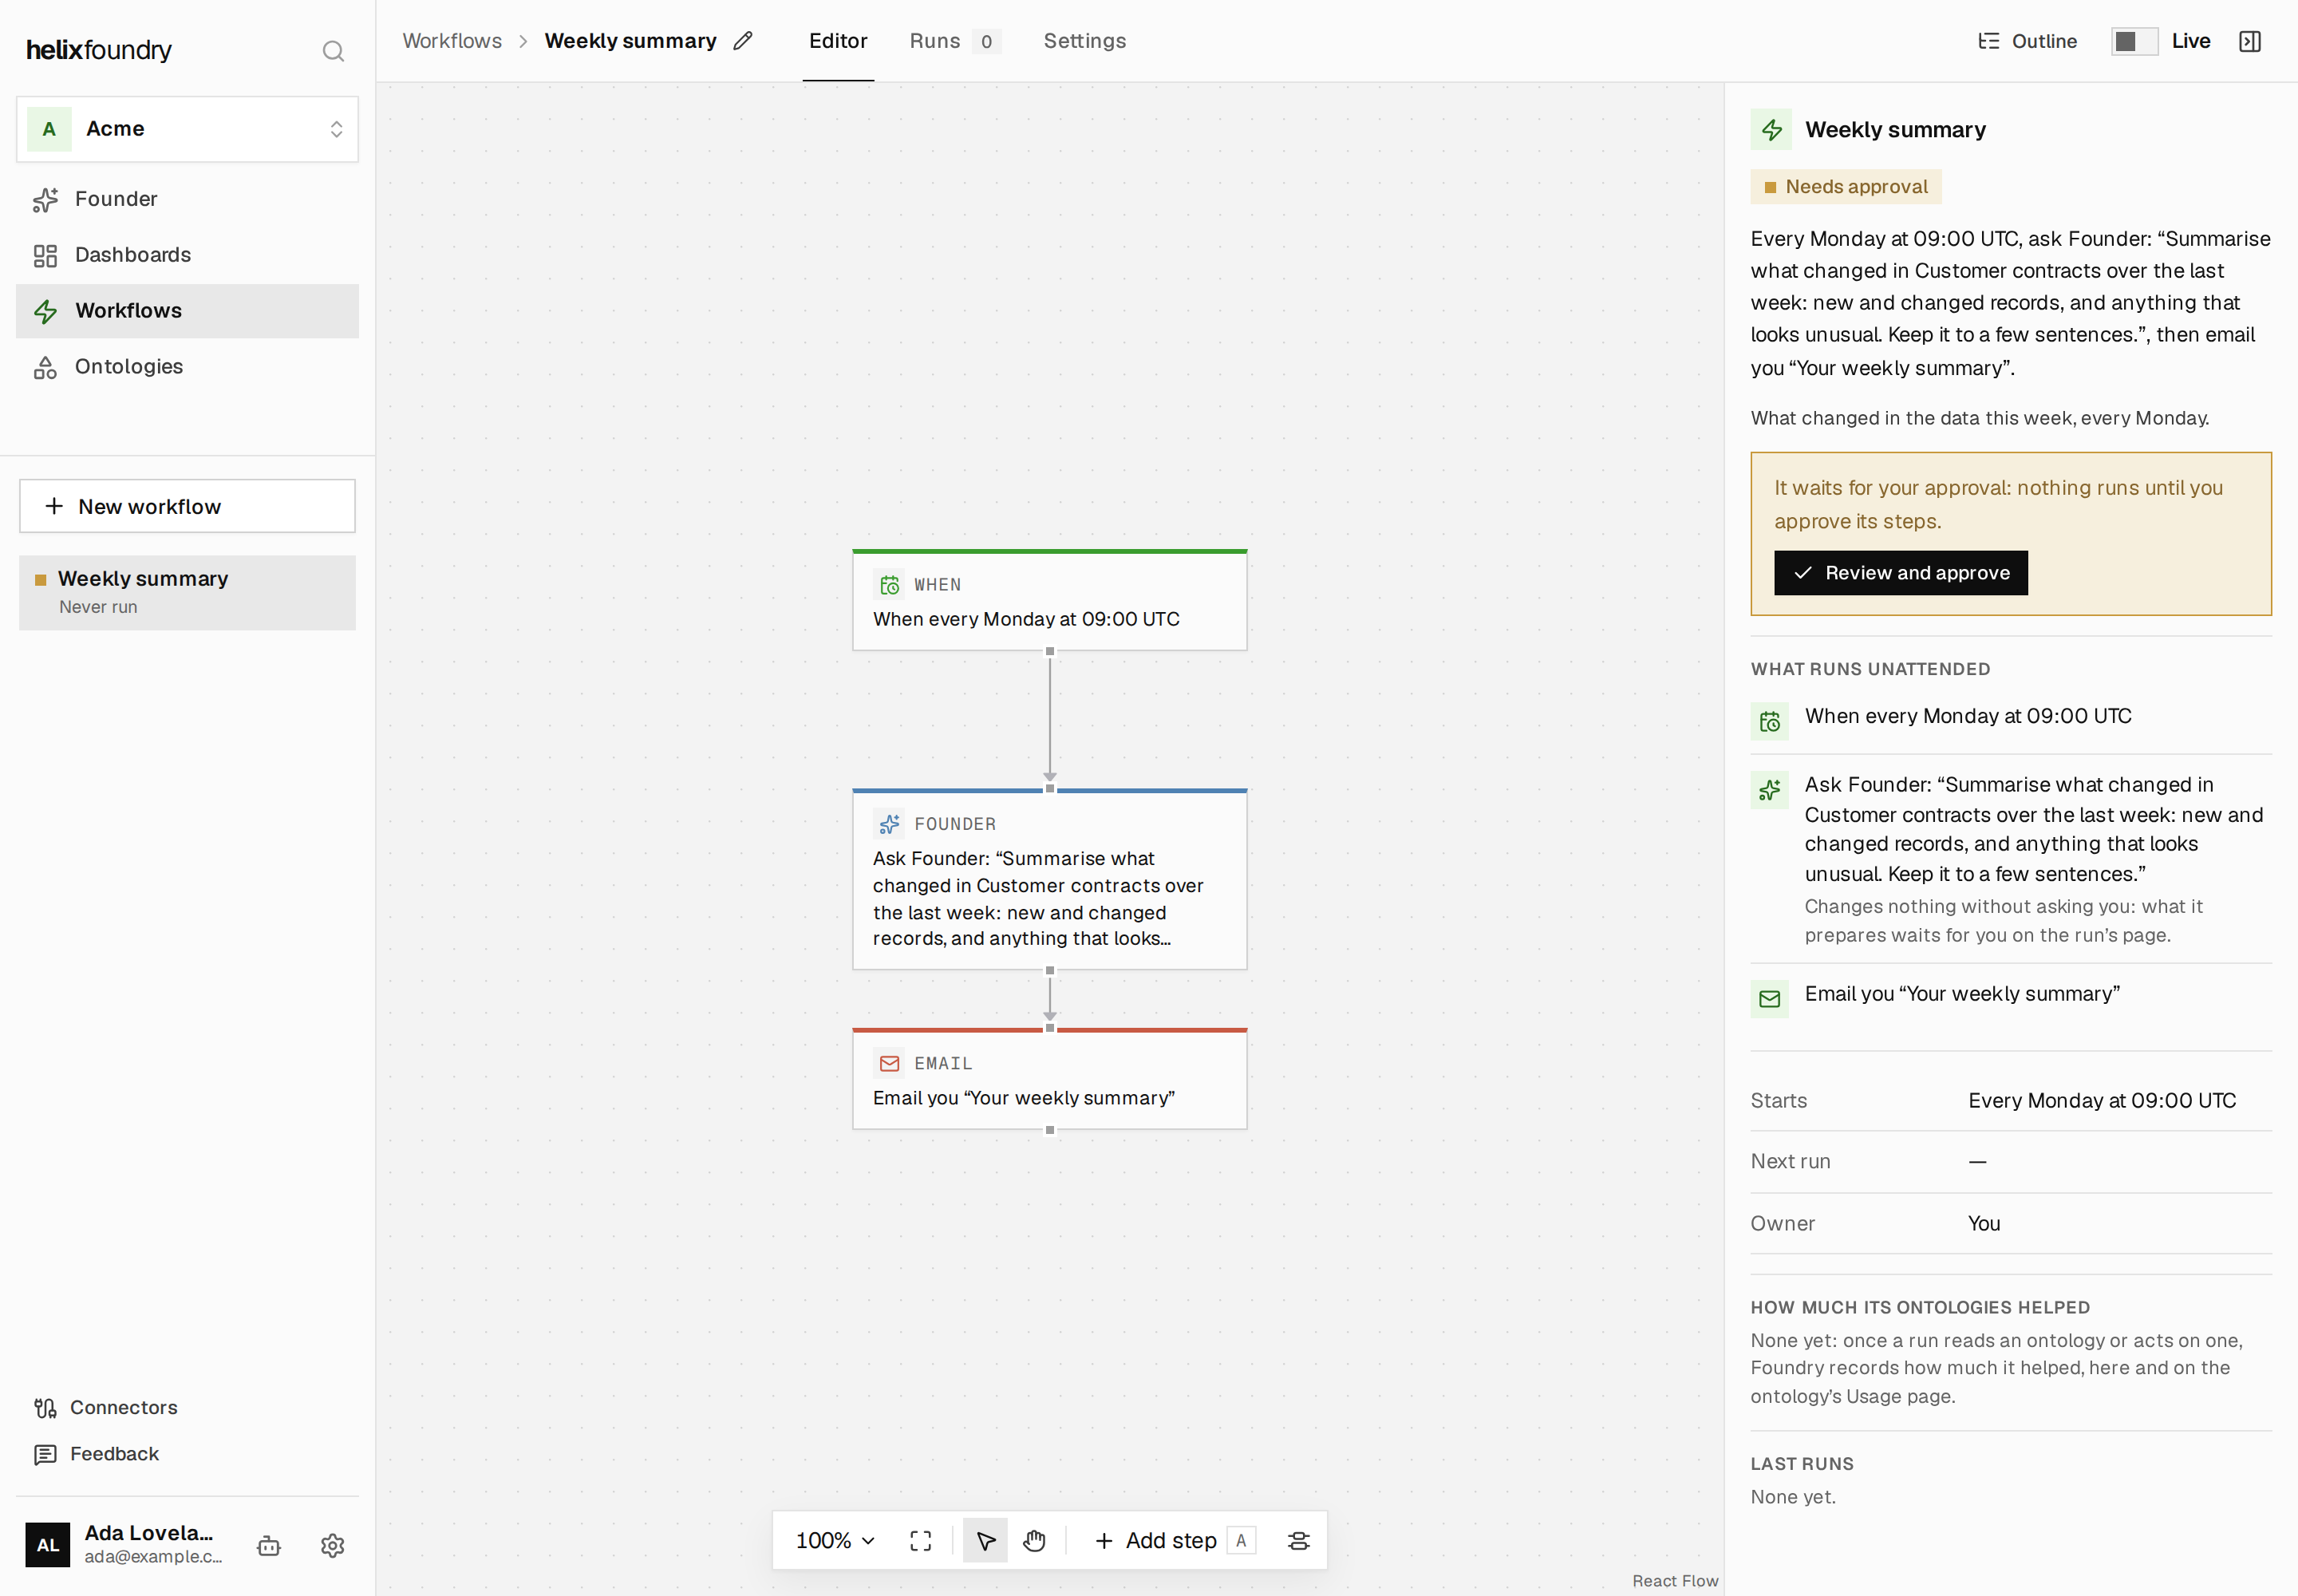 helixfoundry
A Acme
Founder
Dashboards
Workflows
Ontologies
New workflow
Weekly summary
Never run
Connectors
Feedback
AL
Ada Lovela...
ada@example.c...
Workflows
Weekly summary
Editor
Runs 0
Settings
Outline
Live
WHEN
When every Monday at 09:00 UTC
FOUNDER
Ask Founder: “Summarise what
changed in Customer contracts over
the last week: new and changed
records, and anything that looks...
EMAIL
Email you “Your weekly summary”
100%
Add step A
React Flow
Weekly summary
Needs approval
Every Monday at 09:00 UTC, ask Founder: “Summarise
what changed in Customer contracts over the last
week: new and changed records, and anything that
looks unusual. Keep it to a few sentences.”, then email
you “Your weekly summary”.
What changed in the data this week, every Monday.
It waits for your approval: nothing runs until you
approve its steps.
Review and approve
WHAT RUNS UNATTENDED
When every Monday at 09:00 UTC
Ask Founder: “Summarise what changed in
Customer contracts over the last week: new and
changed records, and anything that looks
unusual. Keep it to a few sentences.”
Changes nothing without asking you: what it
prepares waits for you on the run’s page.
Email you “Your weekly summary”
Starts Every Monday at 09:00 UTC
Next run —
Owner You
HOW MUCH ITS ONTOLOGIES HELPED
None yet: once a run reads an ontology or acts on one,
Foundry records how much it helped, here and on the
ontology’s Usage page.
LAST RUNS
None yet.